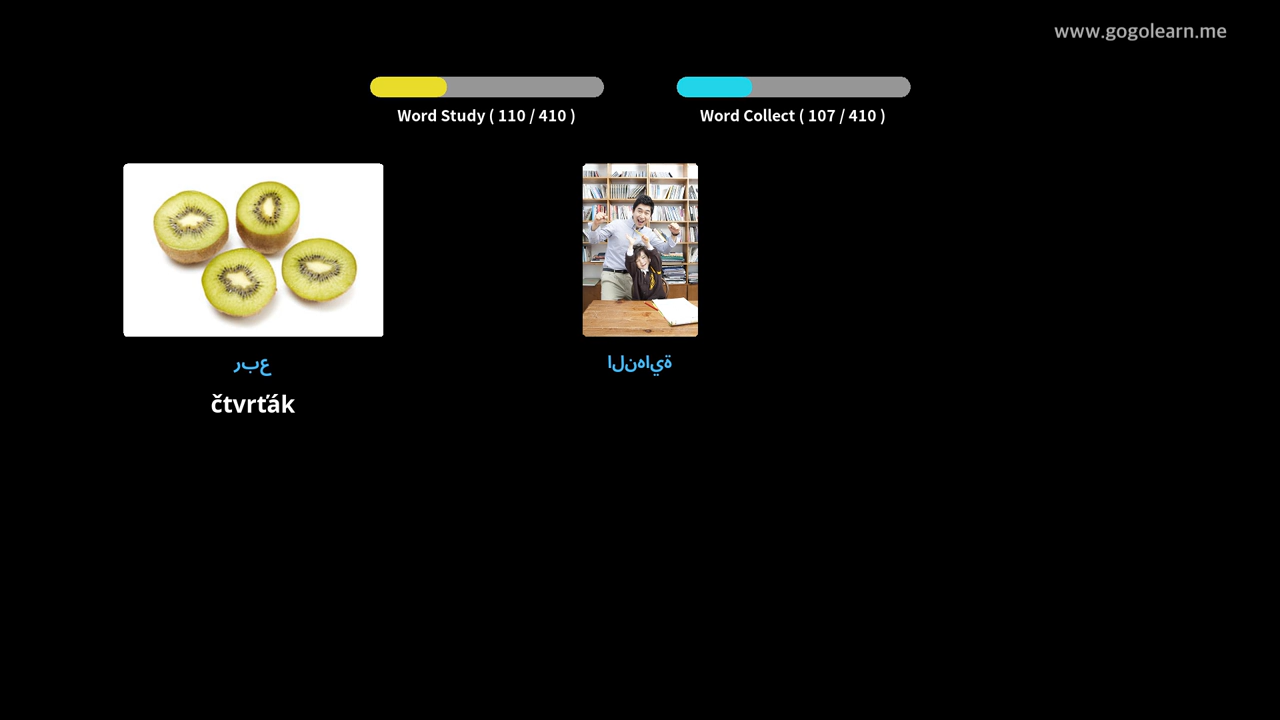 www.gogolearn.me
Word Study ( 110 / 410 )
Word Collect ( 107 / 410 )
ربع
čtvrťák
النهاية